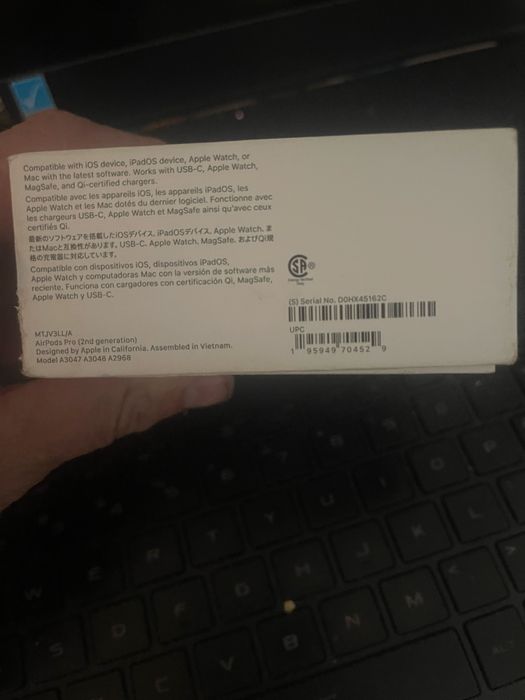 Compatible with iOS device, iPadOS device, Apple Watch, or
Mac with the latest software. Works with USB-C, Apple Watch,
MagSafe, and Qi-certified chargers.
Compatible avec les appareils iOS, les appareils iPadOS, les
Apple Watch et les Mac dotés du dernier logiciel. Fonctionne avec
les chargeurs USB-C, Apple Watch et MagSafe ainsi qu'avec ceux
certifiés Qi.
最新のソフトウェアを搭載したiOSデバイス、iPadOSデバイス、Apple Watch、ま
たはMacと互換性があります。USB-C、Apple Watch、MagSafe、およびQi規
格の充電器に対応しています。
Compatible con dispositivos iOS, dispositivos iPadOS,
Apple Watch y computadoras Mac con la versión de software más
reciente. Funciona con cargadores con certificación Qi, MagSafe,
Apple Watch y USB-C.
MTJV3LL/A
AirPods Pro (2nd generation)
Designed by Apple in California. Assembled in Vietnam.
Model A3047 A3048 A2968
SA®
(S) Serial No. D0HX45162C
UPC
1 95949 70452 9
W E R T Y U I O P
S D F G H J K L
C V B N M < >
ALT